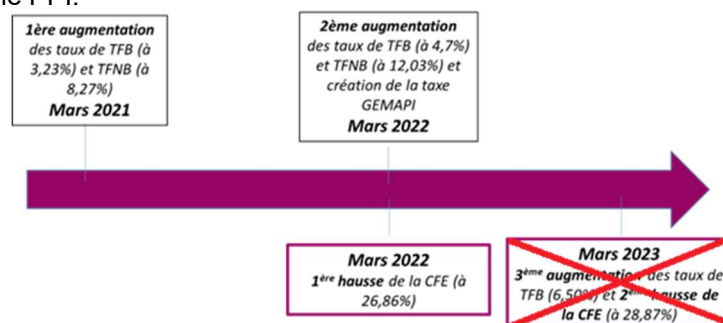 1ère augmentation
des taux de TFB (à
3,23%) et TFNB (à
8,27%)
Mars 2021
2ème augmentation
des taux de TFB (à 4,7%)
et TFNB (à 12,03%) et
création de la taxe
GEMAPI
Mars 2022
Mars 2022
1ère hausse de la CFE (à
26,86%)
Mars 2023
3ème augmentation des taux de
TFB (6,50%) et 2ème hausse de
la CFE (à 28,87%)